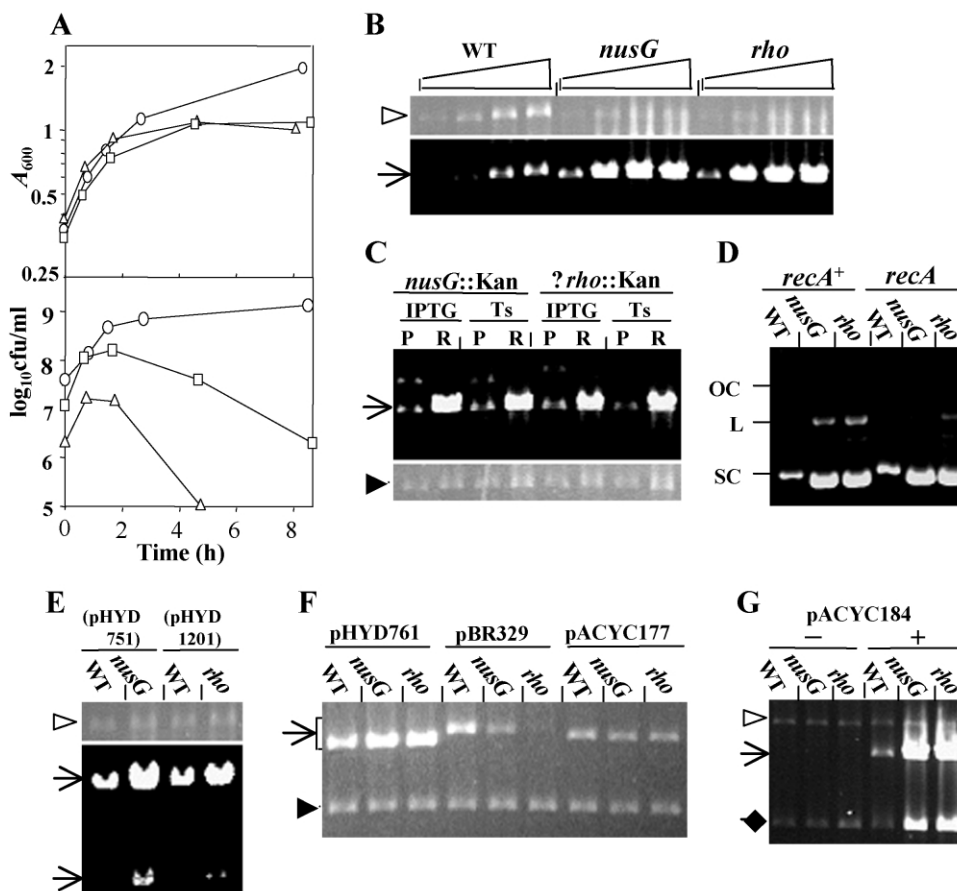 A
2
1
0.5
0.25
A600
9
8
7
6
5
log10cfu/ml
0 2 4 6 8
Time (h)
B
WT nusG rho
C
nusG::Kan ?rho::Kan
IPTG Ts IPTG Ts
P R P R P R P R
D
recA+ recA
WT nusG rho WT nusG rho
OC
L
SC
E
(pHYD 751) (pHYD 1201)
WT nusG WT rho
F
pHYD761 pBR329 pACYC177
WT nusG rho WT nusG rho WT nusG rho
G
pACYC184
− +
WT nusG rho WT nusG rho